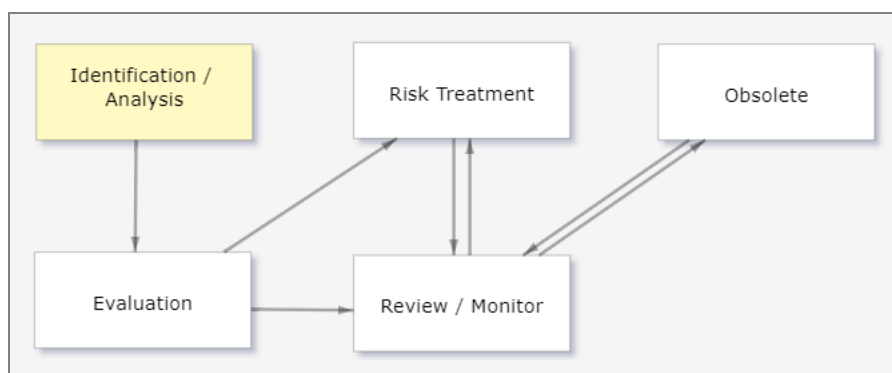 Identification /
Analysis
Risk Treatment
Obsolete
Evaluation
Review / Monitor